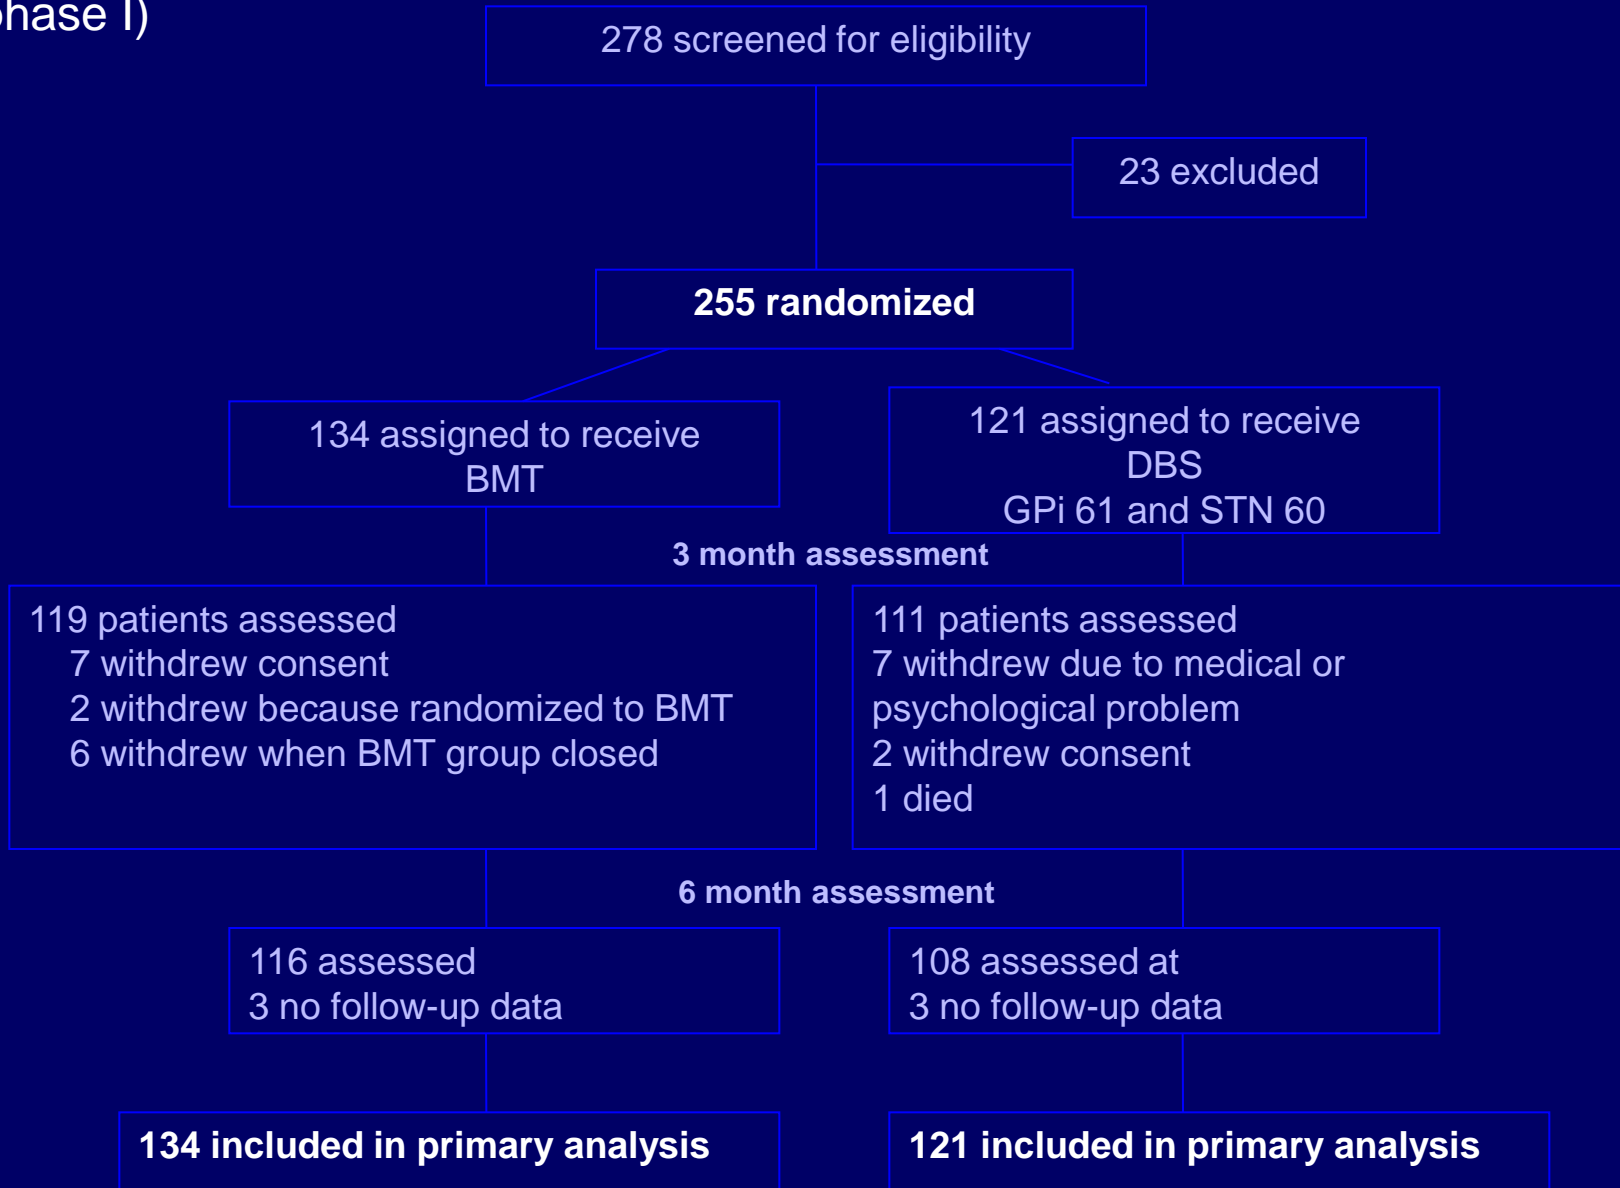 phase I)
278 screened for eligibility
23 excluded
255 randomized
134 assigned to receive
BMT
121 assigned to receive
DBS
GPi 61 and STN 60
3 month assessment
119 patients assessed
7 withdrew consent
2 withdrew because randomized to BMT
6 withdrew when BMT group closed
111 patients assessed
7 withdrew due to medical or
psychological problem
2 withdrew consent
1 died
6 month assessment
116 assessed
3 no follow-up data
108 assessed at
3 no follow-up data
134 included in primary analysis
121 included in primary analysis